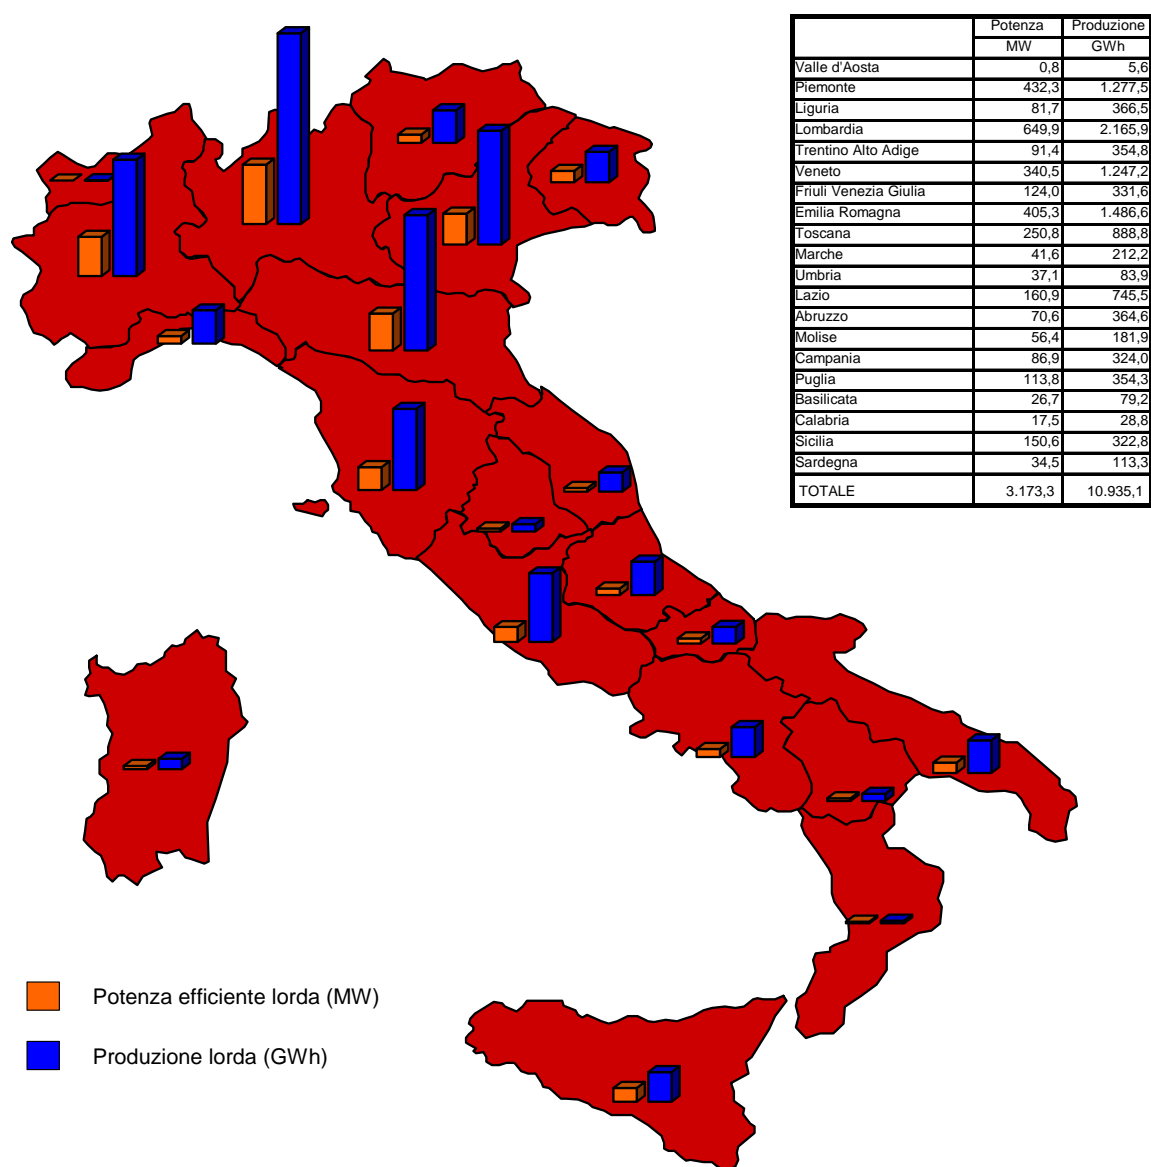 Potenza Produzione
MW GWh
Valle d'Aosta 0,8 5,6
Piemonte 432,3 1.277,5
Liguria 81,7 366,5
Lombardia 649,9 2.165,9
Trentino Alto Adige 91,4 354,8
Veneto 340,5 1.247,2
Friuli Venezia Giulia 124,0 331,6
Emilia Romagna 405,3 1.486,6
Toscana 250,8 888,8
Marche 41,6 212,2
Umbria 37,1 83,9
Lazio 160,9 745,5
Abruzzo 70,6 364,6
Molise 56,4 181,9
Campania 86,9 324,0
Puglia 113,8 354,3
Basilicata 26,7 79,2
Calabria 17,5 28,8
Sicilia 150,6 322,8
Sardegna 34,5 113,3
TOTALE 3.173,3 10.935,1
Potenza efficiente lorda (MW)
Produzione lorda (GWh)